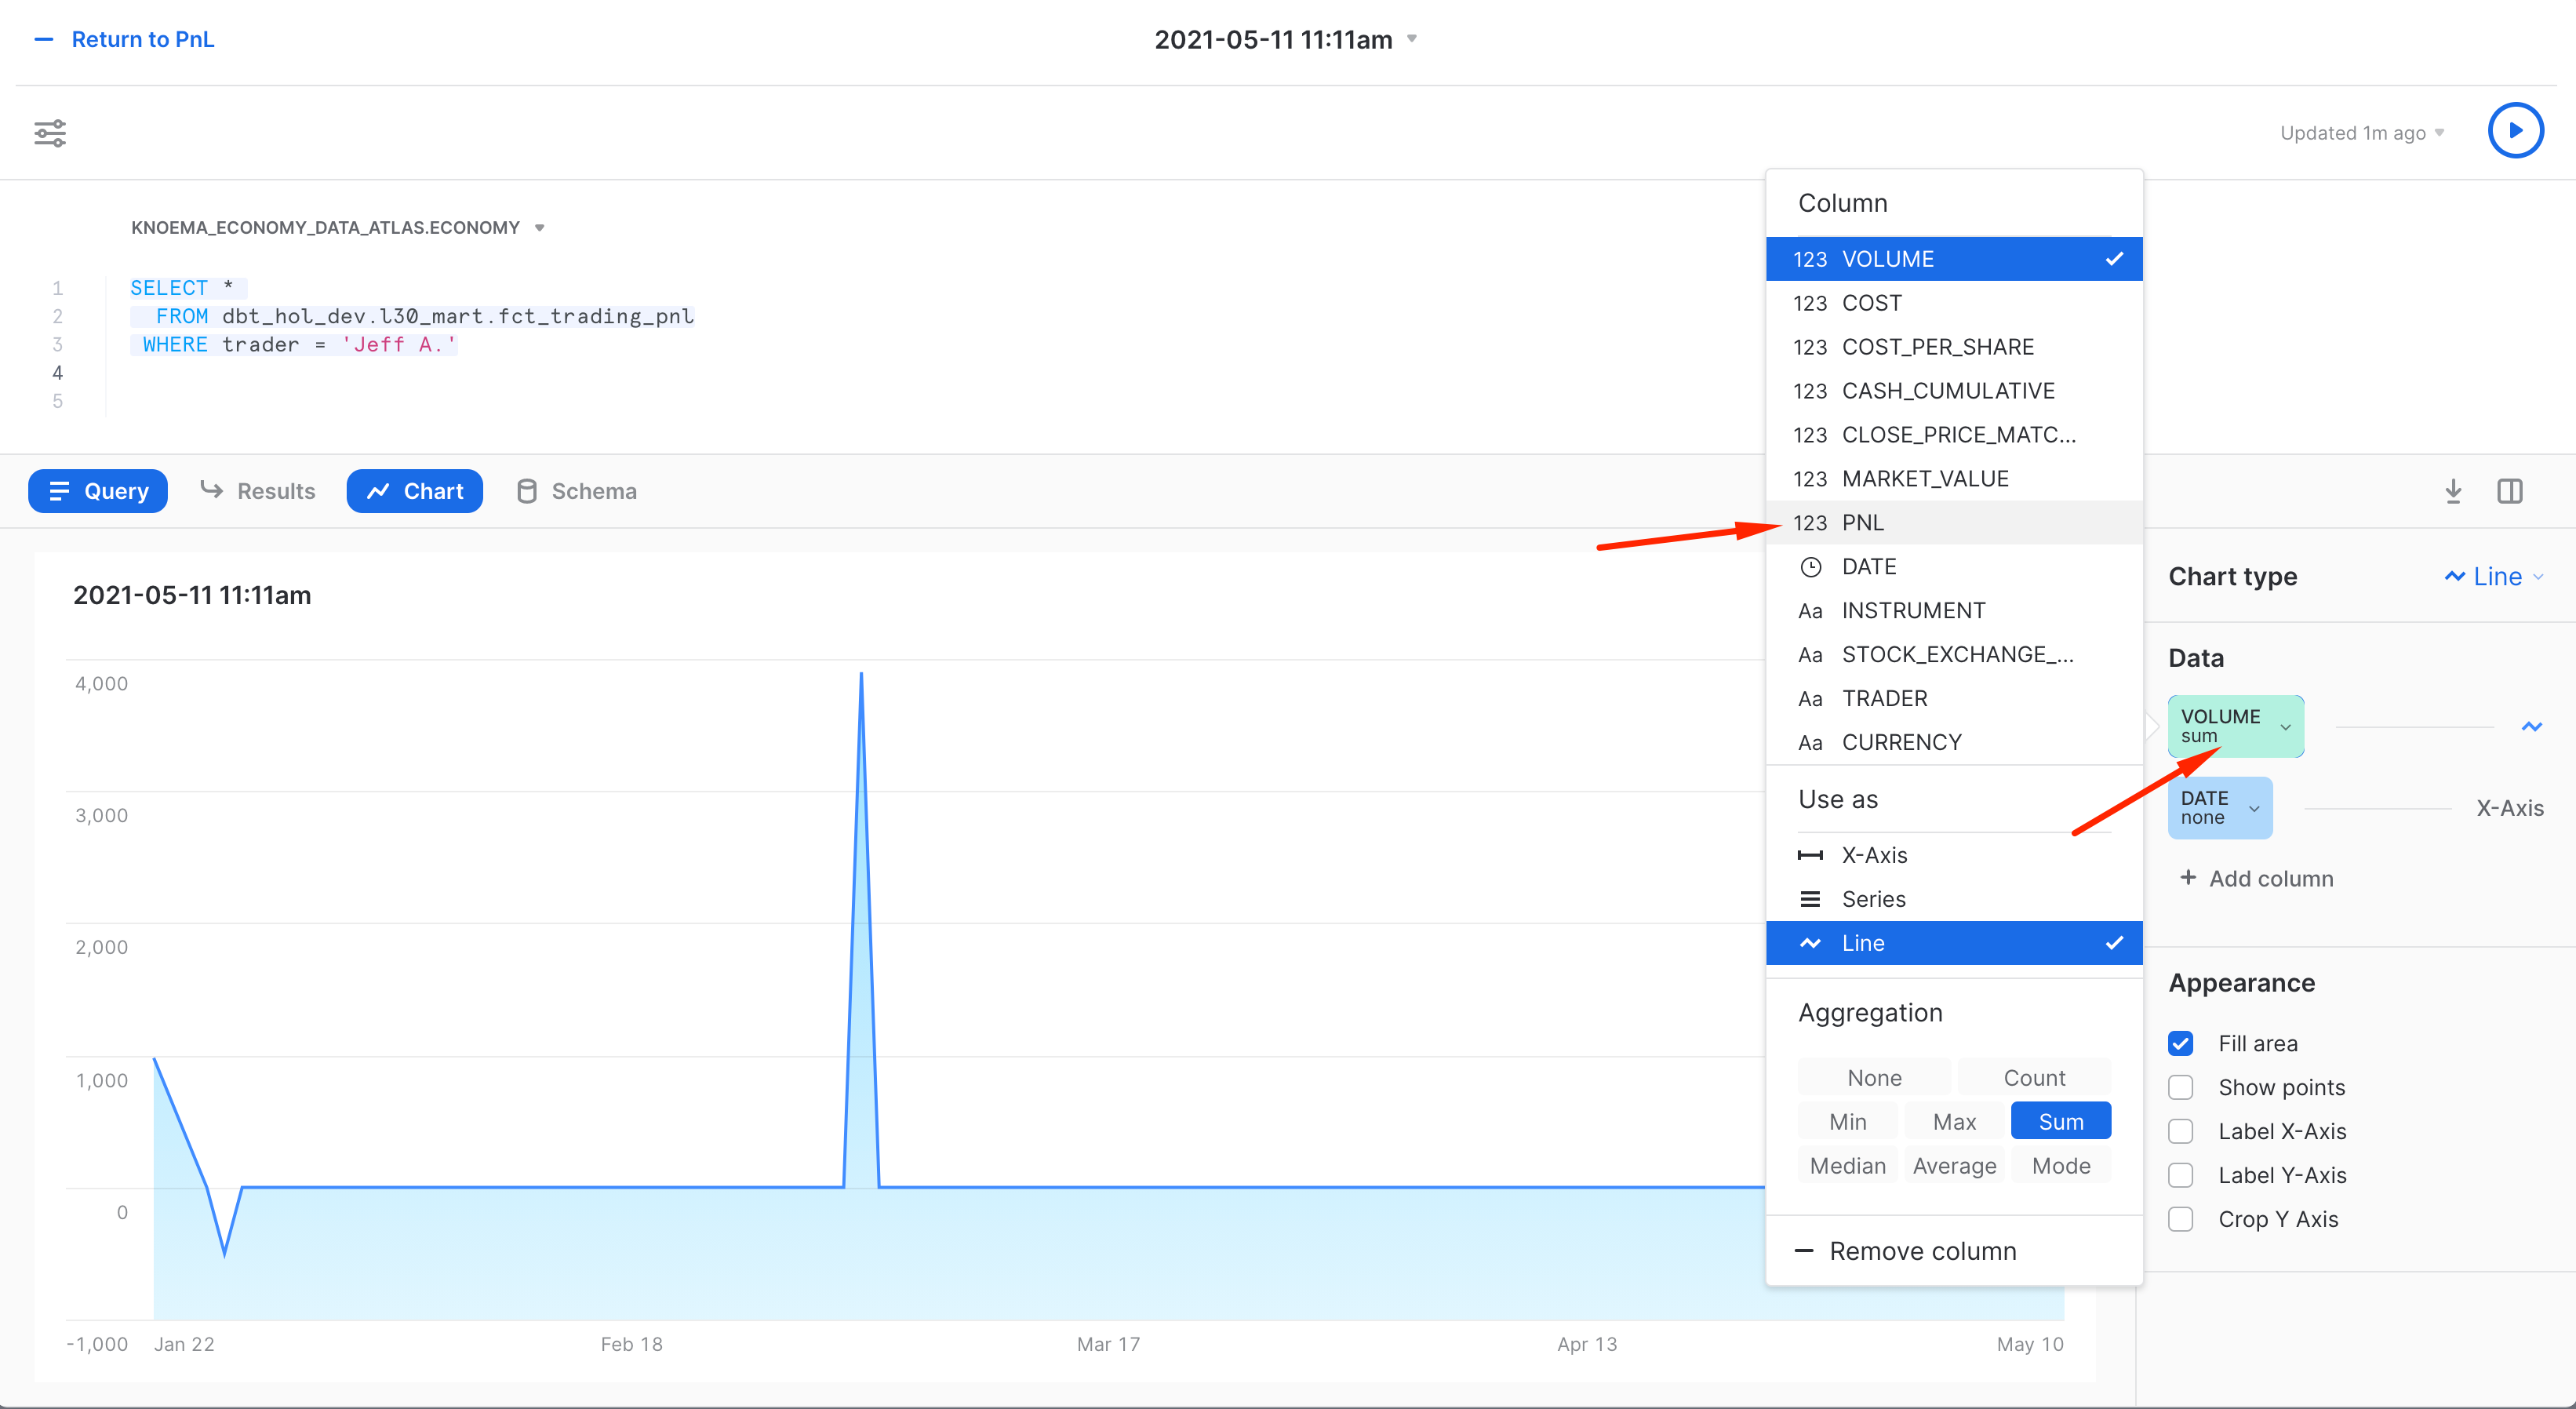 Return to PnL
2021-05-11 11:11am
Updated 1m ago
KNOEMA_ECONOMY_DATA_ATLAS.ECONOMY
1 SELECT *
2 FROM dbt_hol_dev.l30_mart.fct_trading_pnl
3 WHERE trader = 'Jeff A.'
4
5
Query
Results
Chart
Schema
2021-05-11 11:11am
4,000
3,000
2,000
1,000
0
-1,000
Jan 22
Feb 18
Mar 17
Apr 13
May 10
Column
123 VOLUME
123 COST
123 COST_PER_SHARE
123 CASH_CUMULATIVE
123 CLOSE_PRICE_MATC...
123 MARKET_VALUE
123 PNL
DATE
Aa INSTRUMENT
Aa STOCK_EXCHANGE_...
Aa TRADER
Aa CURRENCY
Use as
X-Axis
Series
Line
Aggregation
None Count
Min Max Sum
Median Average Mode
Remove column
Chart type
Line
Data
VOLUME
sum
DATE
none
X-Axis
+ Add column
Appearance
Fill area
Show points
Label X-Axis
Label Y-Axis
Crop Y Axis